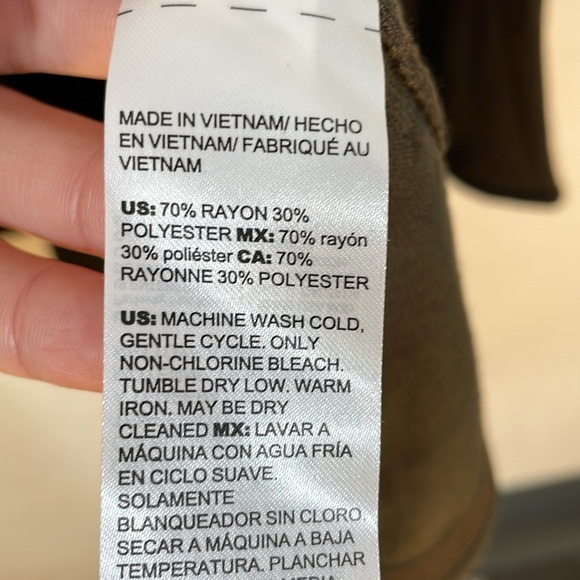 MADE IN VIETNAM/ HECHO
EN VIETNAM/ FABRIQUÉ AU
VIETNAM
US: 70% RAYON 30%
POLYESTER MX: 70% rayón
30% poliéster CA: 70%
RAYONNE 30% POLYESTER
US: MACHINE WASH COLD,
GENTLE CYCLE. ONLY
NON-CHLORINE BLEACH.
TUMBLE DRY LOW. WARM
IRON. MAY BE DRY
CLEANED MX: LAVAR A
MÁQUINA CON AGUA FRÍA
EN CICLO SUAVE.
SOLAMENTE
BLANQUEADOR SIN CLORO.
SECAR A MÁQUINA A BAJA
TEMPERATURA. PLANCHAR